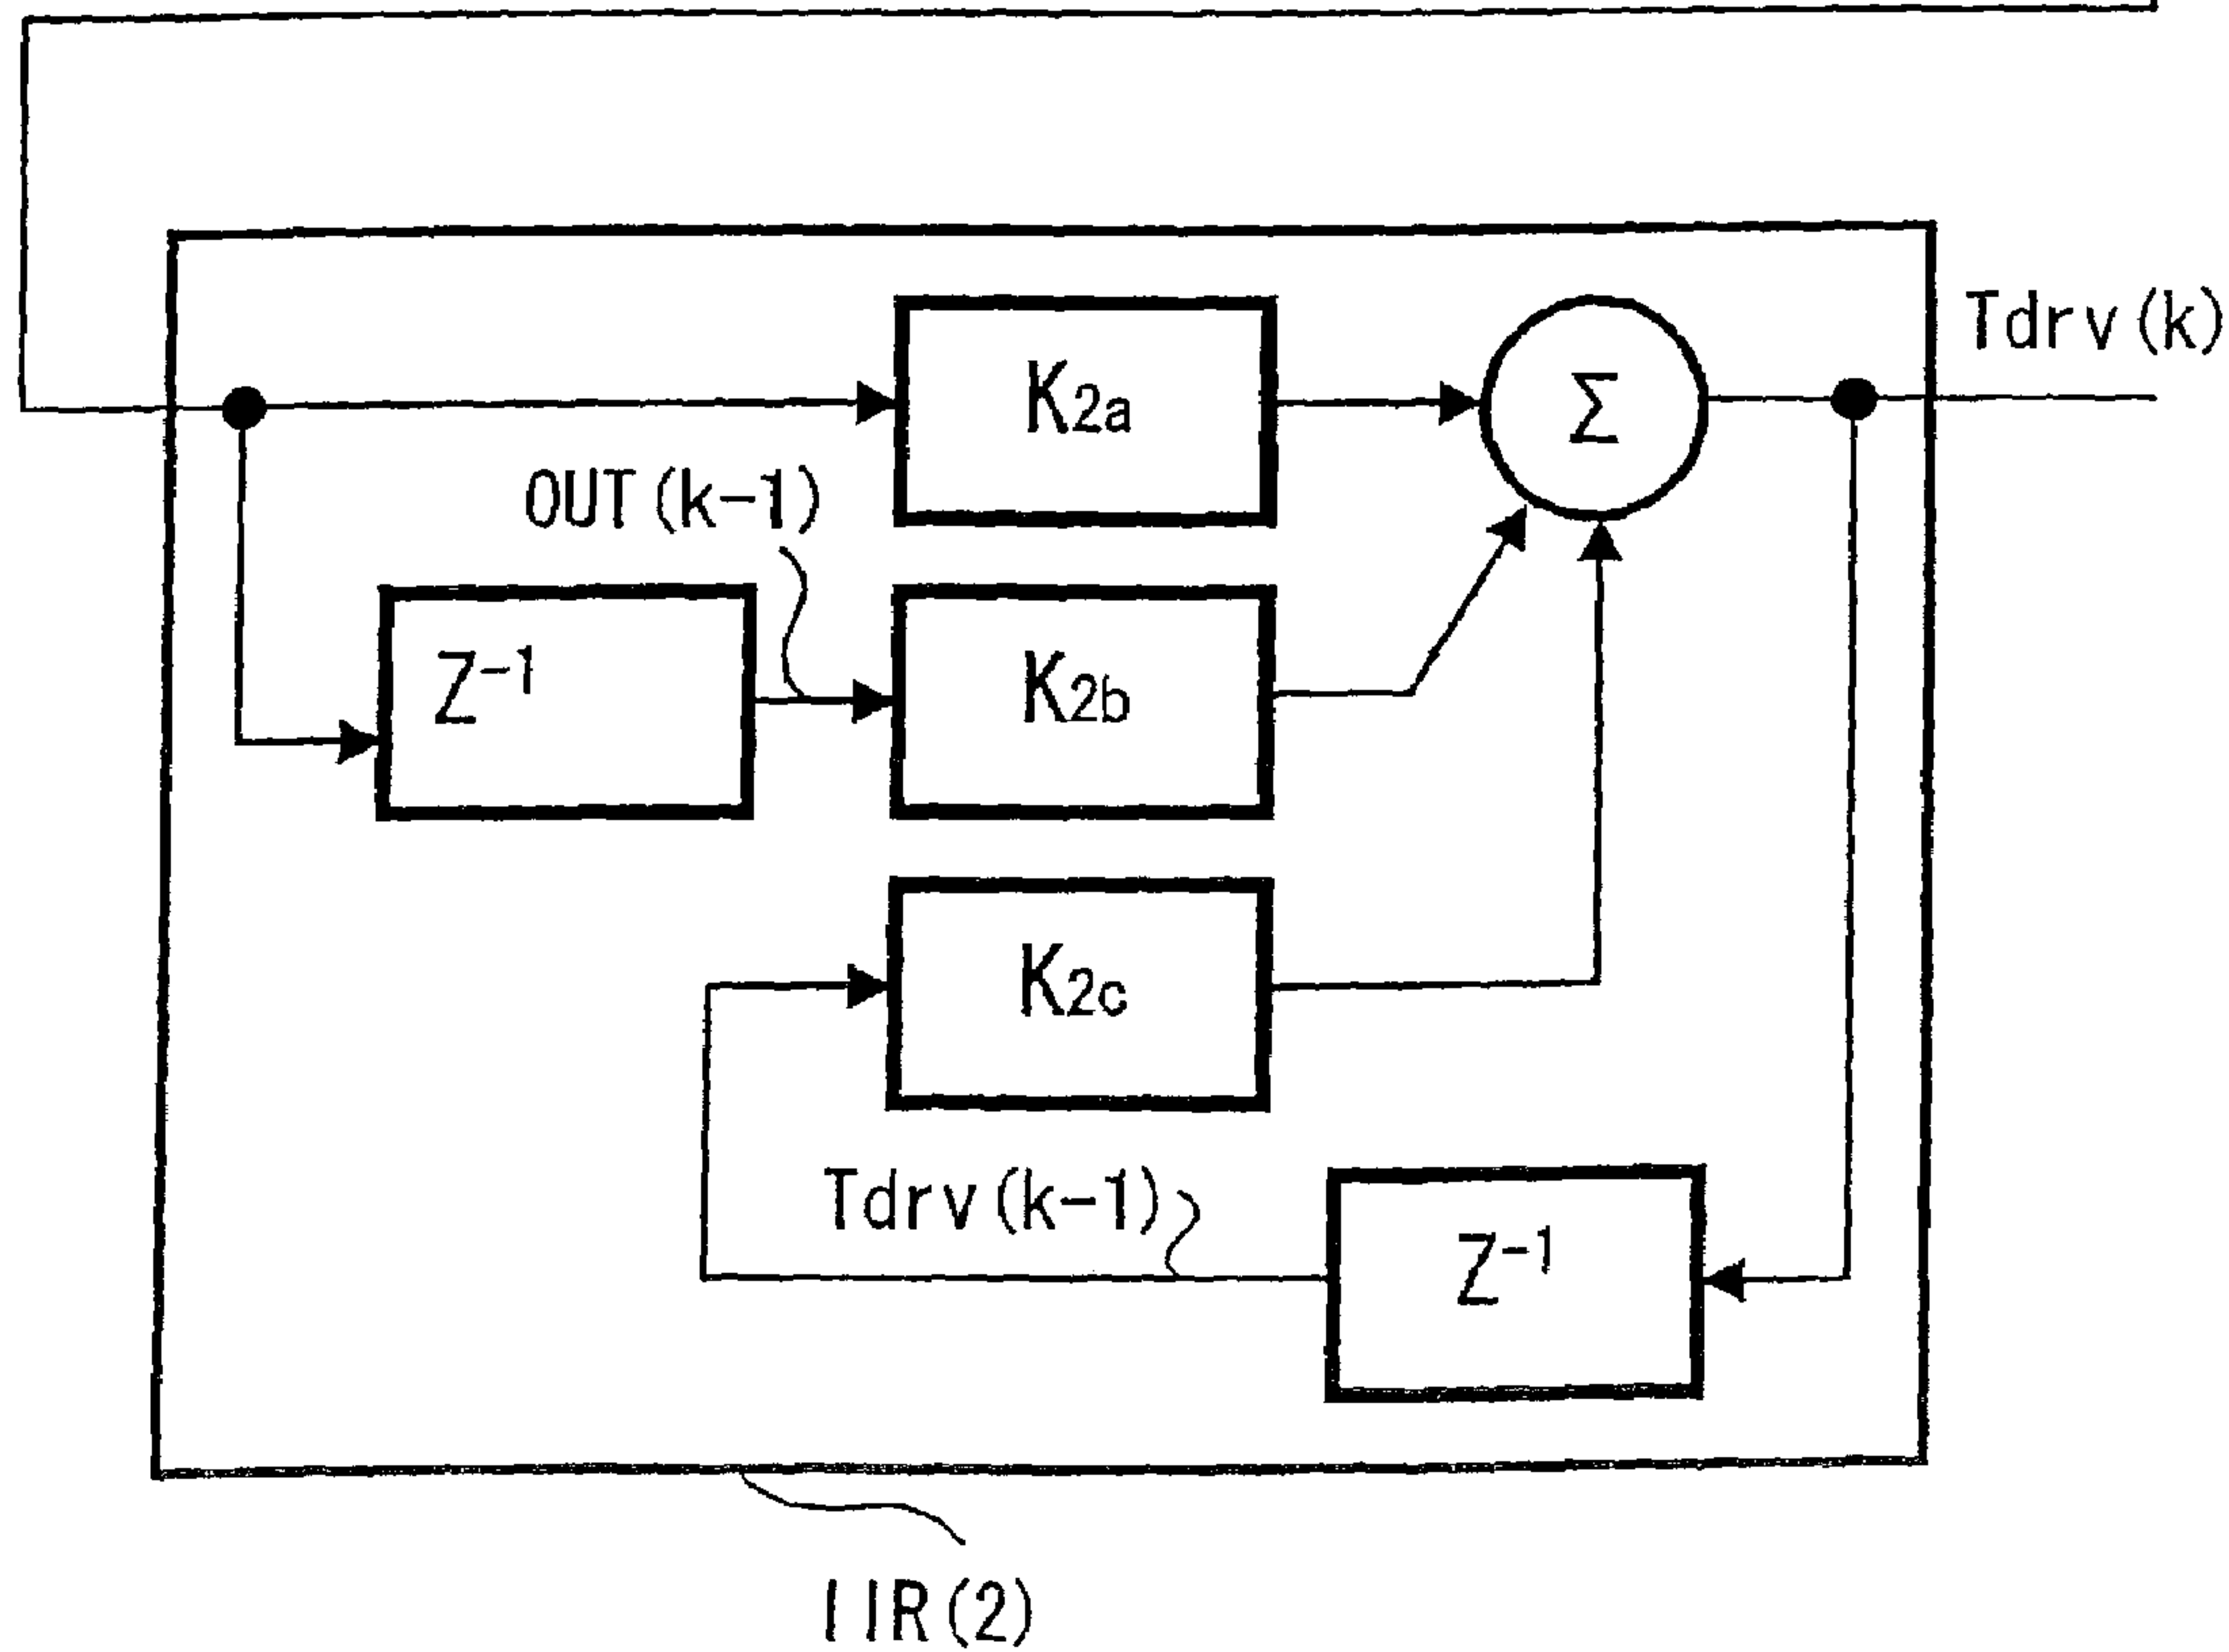 Tdrv(k)
K2a
Σ
OUT(k-1)
Z-1
K2b
K2c
Tdrv(k-1)
Z-1
IIR(2)